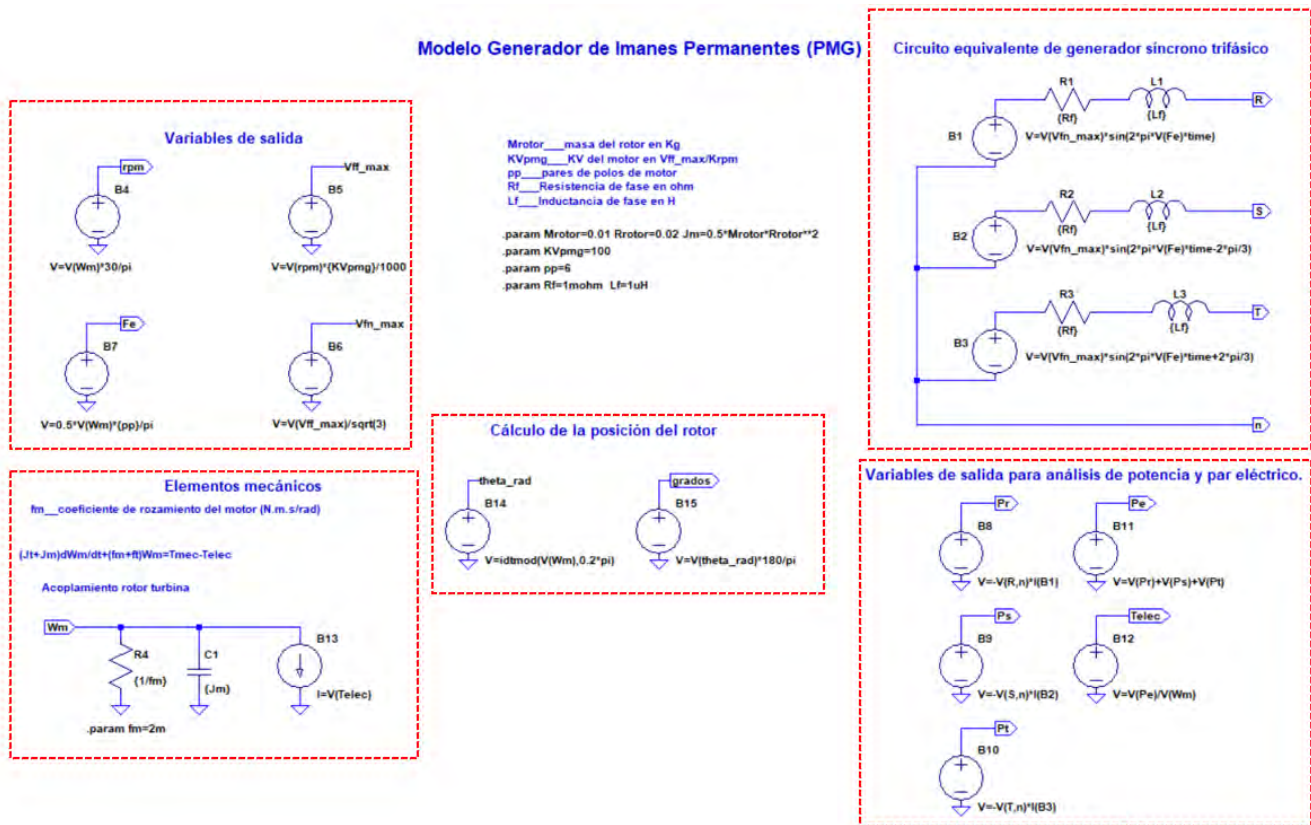 Modelo Generador de Imanes Permanentes (PMG)
Variables de salida
rpm
B4
V=V(Wm)*30/pi
Vff_max
B5
V=V(rpm)*{KVpmg}/1000
Fe
B7
V=0.5*V(Wm)*{pp}/pi
Vfn_max
B6
V=V(Vff_max)/sqrt(3)
Mrotor___masa del rotor en Kg
KVpmg___KV del motor en Vff_max/Krpm
pp___pares de polos de motor
Rf___Resistencia de fase en ohm
Lf___Inductancia de fase en H
.param Mrotor=0.01 Rrotor=0.02 Jm=0.5*Mrotor*Rrotor**2
.param KVpmg=100
.param pp=6
.param Rf=1mohm Lf=1uH
Circuito equivalente de generador síncrono trifásico
R1
L1
R
{Rf}
{Lf}
B1
V=V(Vfn_max)*sin(2*pi*V(Fe)*time)
R2
L2
S
{Rf}
{Lf}
B2
V=V(Vfn_max)*sin(2*pi*V(Fe)*time-2*pi/3)
R3
L3
T
{Rf}
{Lf}
B3
V=V(Vfn_max)*sin(2*pi*V(Fe)*time+2*pi/3)
n
Elementos mecánicos
fm__coeficiente de rozamiento del motor (N.m.s/rad)
(Jt+Jm)dWm/dt+(fm+ft)Wm=Tmec-Telec
Acoplamiento rotor turbina
Wm
R4
{1/fm}
C1
{Jm}
B13
I=V(Telec)
.param fm=2m
Cálculo de la posición del rotor
theta_rad
B14
V=idtmod(V(Wm),0.2*pi)
grados
B15
V=V(theta_rad)*180/pi
Variables de salida para análisis de potencia y par eléctrico.
Pr
B8
V=-V(R,n)*I(B1)
Pe
B11
V=V(Pr)+V(Ps)+V(Pt)
Ps
B9
V=-V(S,n)*I(B2)
Telec
B12
V=V(Pe)/V(Wm)
Pt
B10
V=-V(T,n)*I(B3)